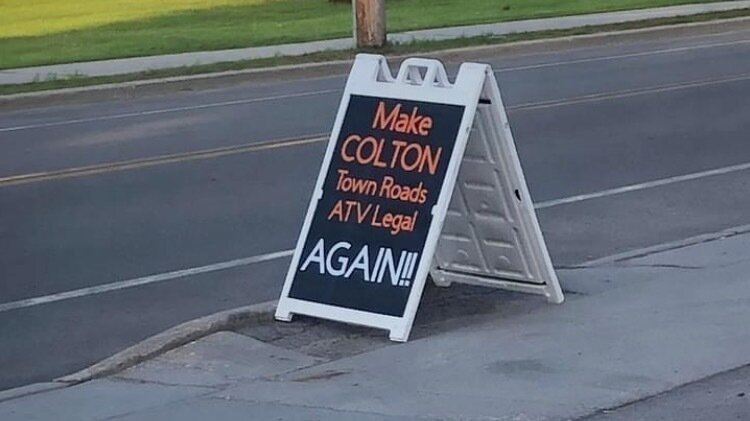 Make
COLTON
Town Roads
ATV Legal
AGAIN!!